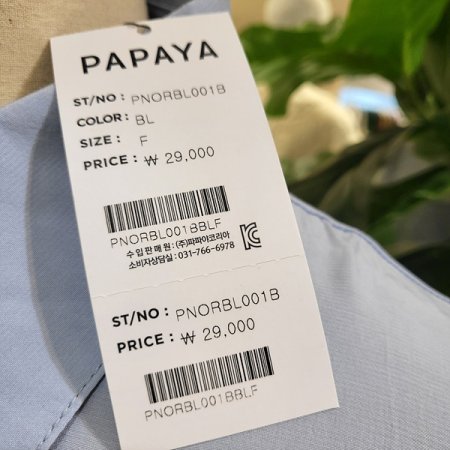 PAPAYA
ST/NO : PNORBL001B
COLOR : BL
SIZE : F
PRICE : ₩ 29,000
PNORBL001BBLF
수입판매원 : (주)파파야코리아
소비자상담실 : 031-766-6978
ST/NO : PNORBL001B
PRICE : ₩ 29,000
PNORBL001BBLF